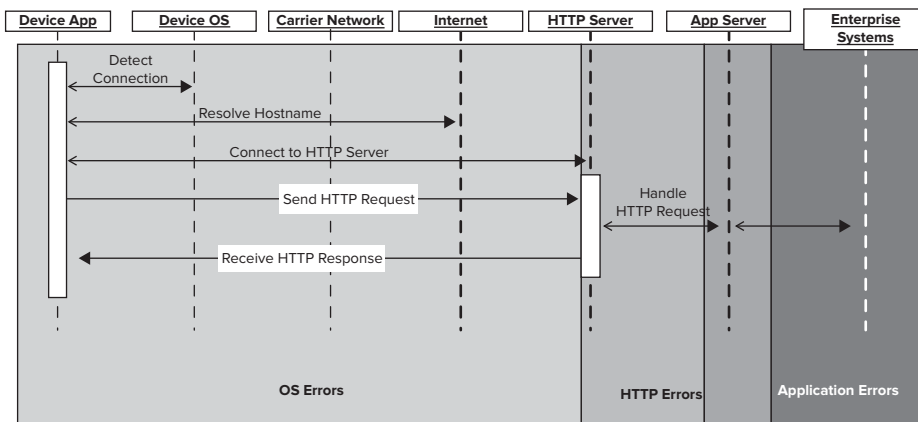 Device App
Device OS
Carrier Network
Internet
HTTP Server
App Server
Enterprise
Systems
Detect
Connection
Resolve Hostname
Connect to HTTP Server
Send HTTP Request
Handle
HTTP Request
Receive HTTP Response
OS Errors
HTTP Errors
Application Errors